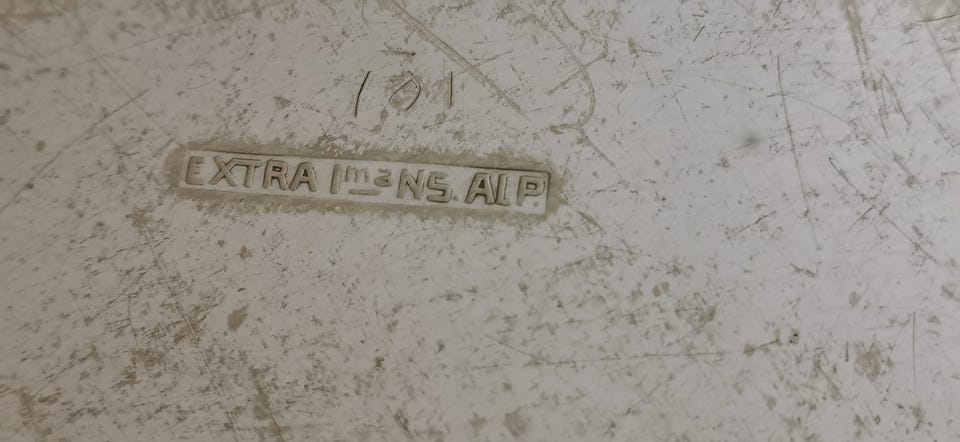 101
EXTRA Iᵐᵃ NS. ALP.